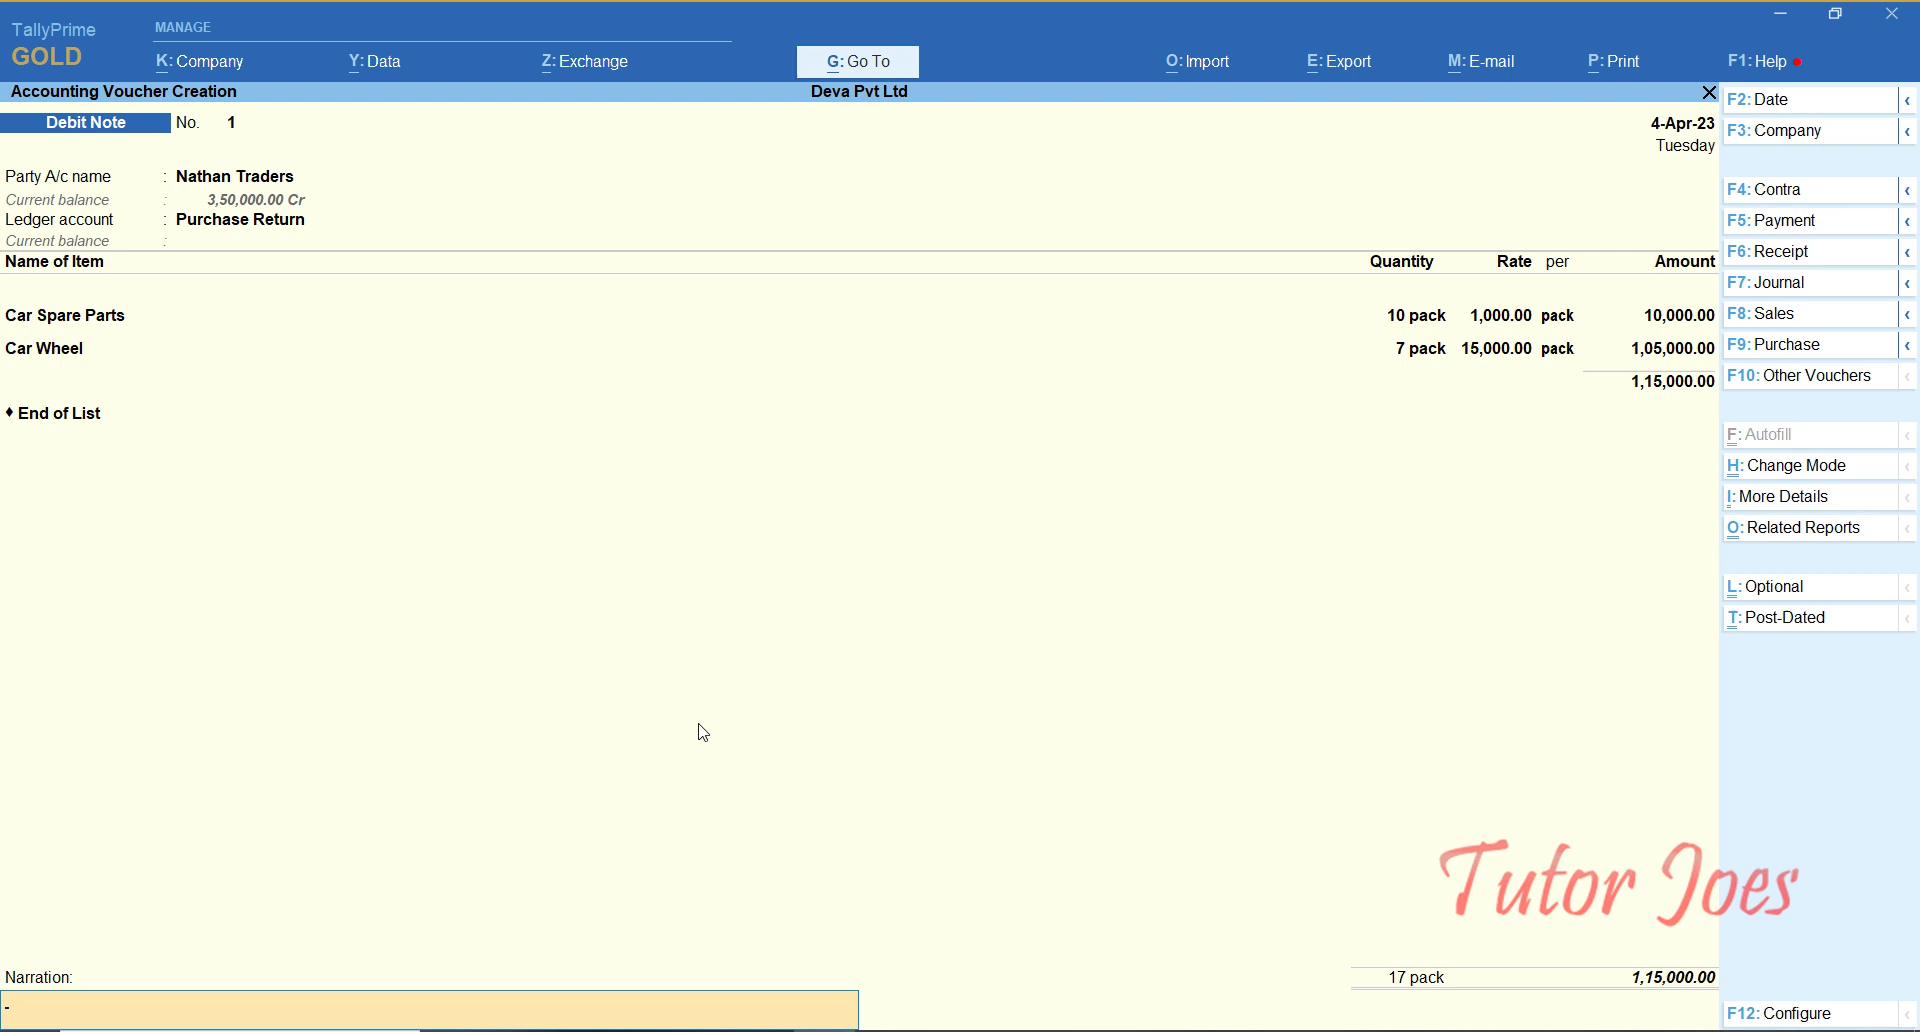 TallyPrime
GOLD
MANAGE
K: Company
Y: Data
Z: Exchange
G: Go To
O: Import
E: Export
M: E-mail
P: Print
F1: Help
Accounting Voucher Creation
Deva Pvt Ltd
Debit Note No. 1
4-Apr-23
Tuesday
Party A/c name : Nathan Traders
Current balance : 3,50,000.00 Cr
Ledger account : Purchase Return
Current balance :
Name of Item Quantity Rate per Amount
Car Spare Parts 10 pack 1,000.00 pack 10,000.00
Car Wheel 7 pack 15,000.00 pack 1,05,000.00
1,15,000.00
♦ End of List
Narration: 17 pack 1,15,000.00
-
F2: Date
F3: Company
F4: Contra
F5: Payment
F6: Receipt
F7: Journal
F8: Sales
F9: Purchase
F10: Other Vouchers
F: Autofill
H: Change Mode
I: More Details
O: Related Reports
L: Optional
T: Post-Dated
Tutor Joes
F12: Configure